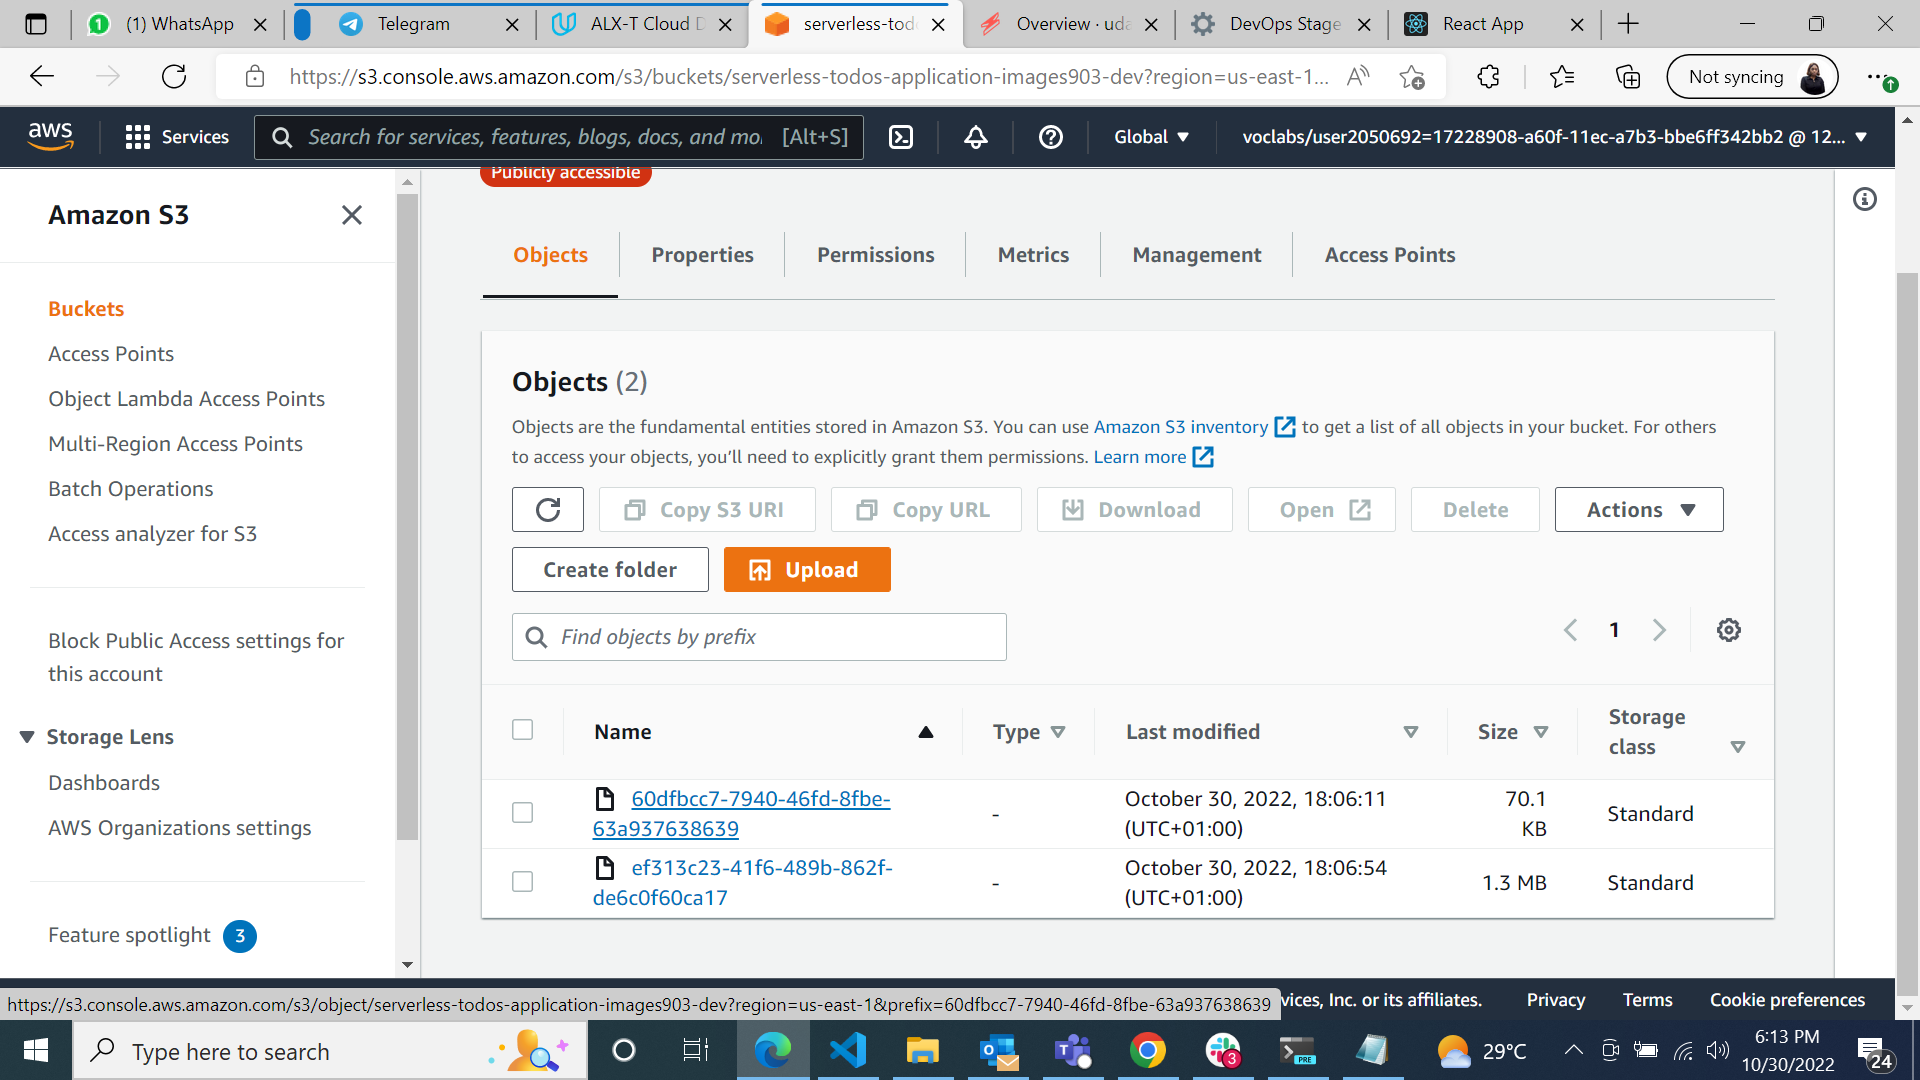 (1) WhatsApp
Telegram
ALX-T Cloud D
serverless-tod
Overview · uda
DevOps Stage
React App
https://s3.console.aws.amazon.com/s3/buckets/serverless-todos-application-images903-dev?region=us-east-1...
Not syncing
aws
Services
Search for services, features, blogs, docs, and mo
[Alt+S]
Global
voclabs/user2050692=17228908-a60f-11ec-a7b3-bbe6ff342bb2 @ 12...
Amazon S3
Buckets
Access Points
Object Lambda Access Points
Multi-Region Access Points
Batch Operations
Access analyzer for S3
Block Public Access settings for
this account
Storage Lens
Dashboards
AWS Organizations settings
Feature spotlight 3
Publicly accessible
Objects
Properties
Permissions
Metrics
Management
Access Points
Objects (2)
Objects are the fundamental entities stored in Amazon S3. You can use Amazon S3 inventory to get a list of all objects in your bucket. For others
to access your objects, you’ll need to explicitly grant them permissions. Learn more
Copy S3 URI
Copy URL
Download
Open
Delete
Actions
Create folder
Upload
Find objects by prefix
1
Name
Type
Last modified
Size
Storage
class
60dfbcc7-7940-46fd-8fbe-
63a937638639
-
October 30, 2022, 18:06:11
(UTC+01:00)
70.1
KB
Standard
ef313c23-41f6-489b-862f-
de6c0f60ca17
-
October 30, 2022, 18:06:54
(UTC+01:00)
1.3 MB
Standard
https://s3.console.aws.amazon.com/s3/object/serverless-todos-application-images903-dev?region=us-east-1&prefix=60dfbcc7-7940-46fd-8fbe-63a937638639
vices, Inc. or its affiliates.
Privacy
Terms
Cookie preferences
Type here to search
3
PRE
29°C
6:13 PM
10/30/2022
24